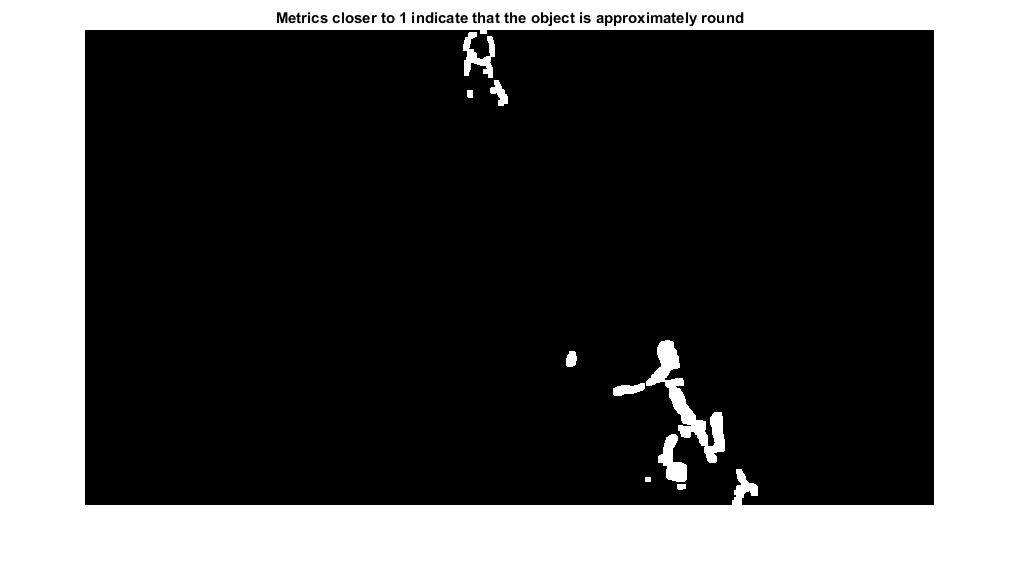 Metrics closer to 1 indicate that the object is approximately round